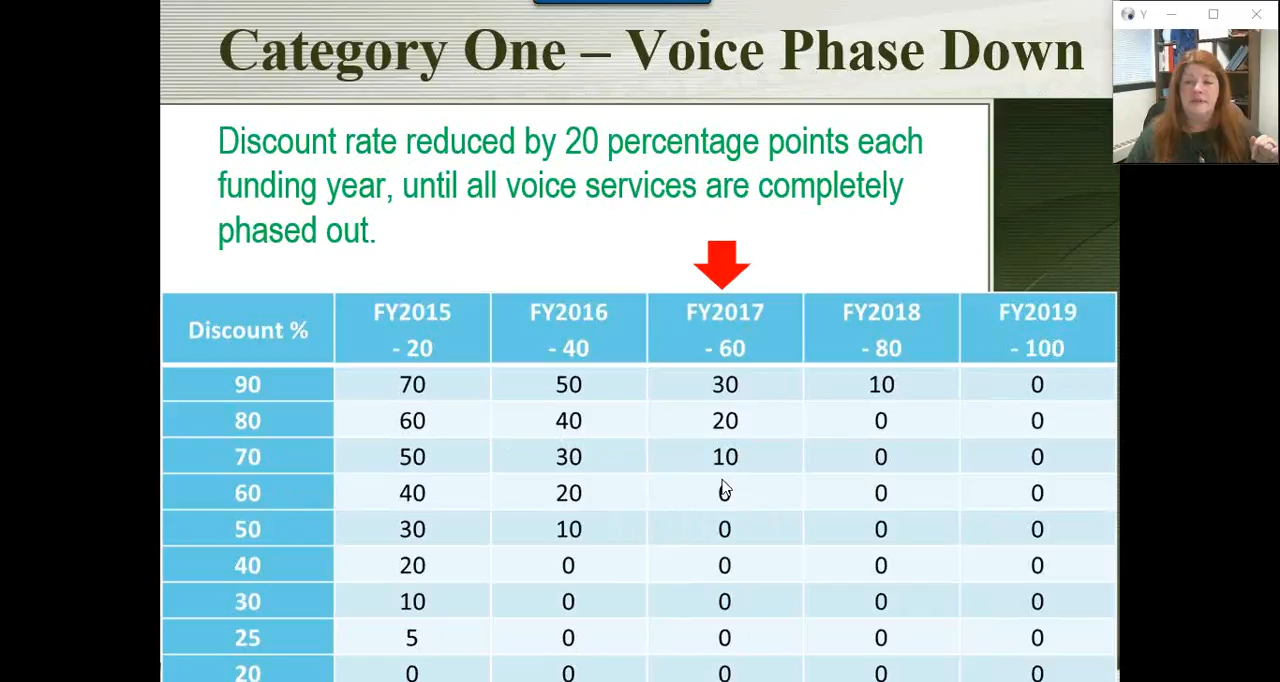 Category One – Voice Phase Down
Y
Discount rate reduced by 20 percentage points each
funding year, until all voice services are completely
phased out.
Discount % FY2015 - 20 FY2016 - 40 FY2017 - 60 FY2018 - 80 FY2019 - 100
90 70 50 30 10 0
80 60 40 20 0 0
70 50 30 10 0 0
60 40 20 0 0 0
50 30 10 0 0 0
40 20 0 0 0 0
30 10 0 0 0 0
25 5 0 0 0 0
20 0 0 0 0 0